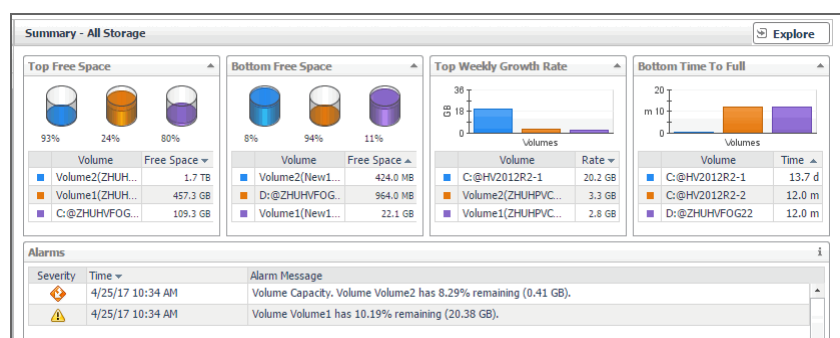 Summary - All Storage
Explore
Top Free Space
93% 24% 80%
Volume Free Space
Volume2(ZHUH... 1.7 TB
Volume1(ZHUH... 457.3 GB
C:@ZHUHVFOG... 109.3 GB
Bottom Free Space
8% 94% 11%
Volume Free Space
Volume2(New1... 424.0 MB
D:@ZHUHVFOG... 964.0 MB
Volume1(New1... 22.1 GB
Top Weekly Growth Rate
GB
36
18
0
Volumes
Volume Rate
C:@HV2012R2-1 20.2 GB
Volume2(ZHUHPVC... 3.3 GB
Volume1(ZHUHPVC... 2.8 GB
Bottom Time To Full
m
20
10
0
Volumes
Volume Time
C:@HV2012R2-1 13.7 d
C:@HV2012R2-2 12.0 m
D:@ZHUHVFOG22 12.0 m
Alarms
Severity Time Alarm Message
4/25/17 10:34 AM Volume Capacity. Volume Volume2 has 8.29% remaining (0.41 GB).
4/25/17 10:34 AM Volume Volume1 has 10.19% remaining (20.38 GB).